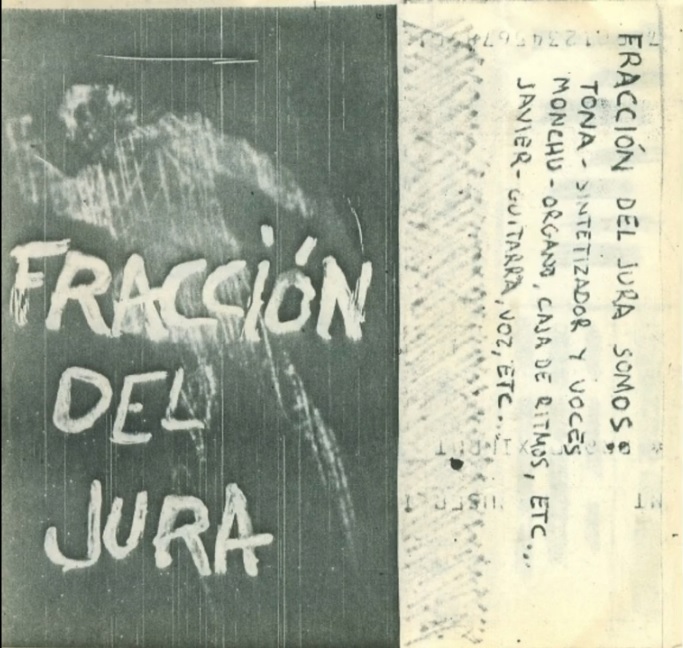 FRACCIÓN
DEL
JURA
FRACCIÓN DEL JURA SOMOS:
TONA - SINTETIZADOR Y VOCES
MONCHU - ORGANO, CAJA DE RITMOS, ETC...
JAVIER - GUITARRA, VOZ, ETC...